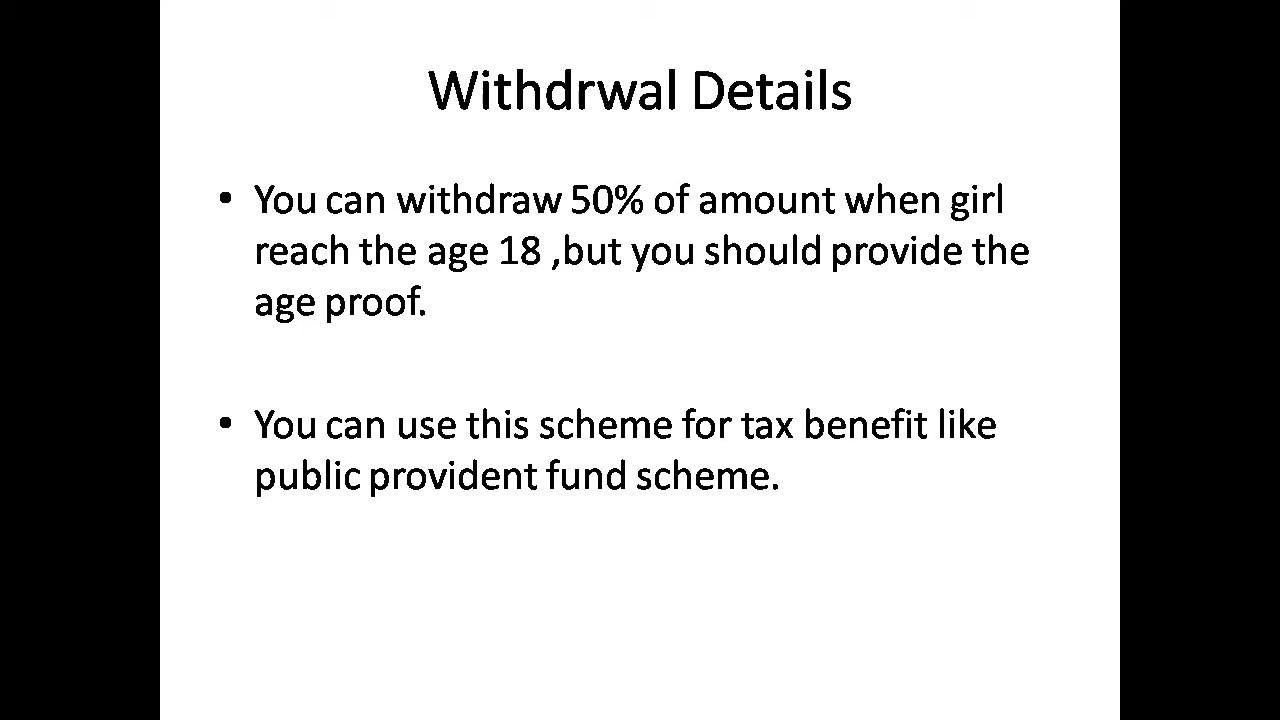 Withdrwal Details
• You can withdraw 50% of amount when girl
reach the age 18 ,but you should provide the
age proof.
• You can use this scheme for tax benefit like
public provident fund scheme.